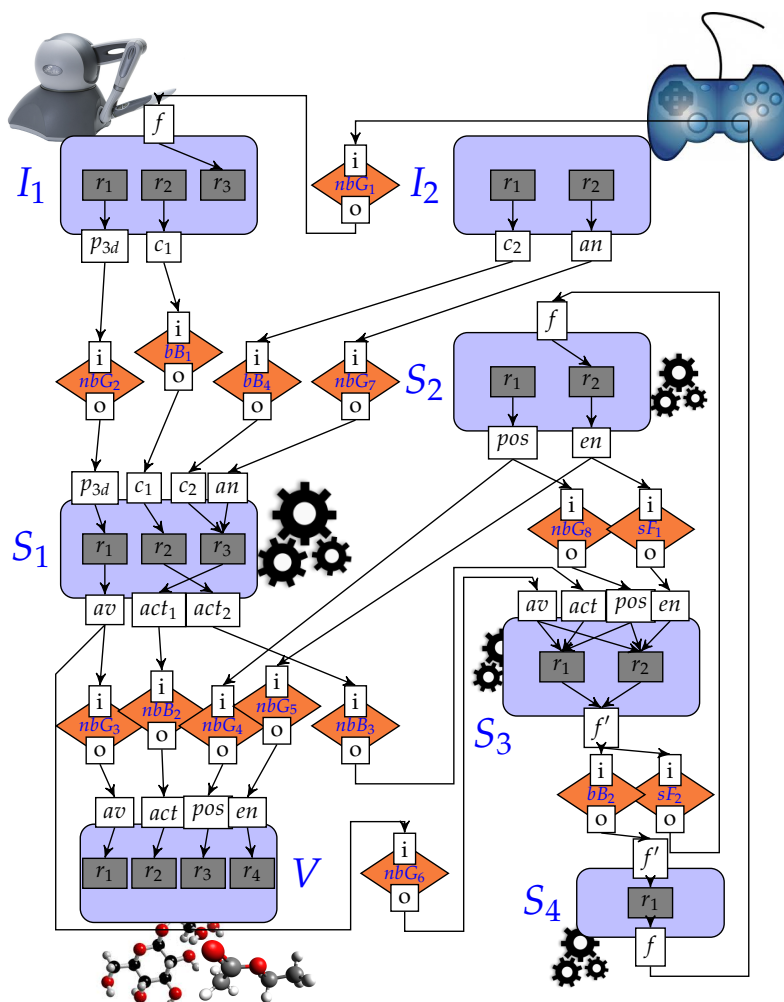 f
I₁
r₁ r₂ r₃
p₃d c₁
i
nbG₁
o
I₂
r₁ r₂
c₂ an
i
nbG₂
o
i
bB₁
o
i
bB₄
o
i
nbG₇
o
f
S₂
r₁ r₂
pos en
i
nbG₈
o
i
sF₁
o
p₃d c₁ c₂ an
S₁
r₁ r₂ r₃
av act₁ act₂
av act pos en
r₁ r₂
S₃
f'
i
nbG₃
o
i
nbB₂
o
i
nbG₄
o
i
nbG₅
o
i
nbB₃
o
i
bB₂
o
i
sF₂
o
av act pos en
V
r₁ r₂ r₃ r₄
i
nbG₆
o
f'
S₄
r₁
f